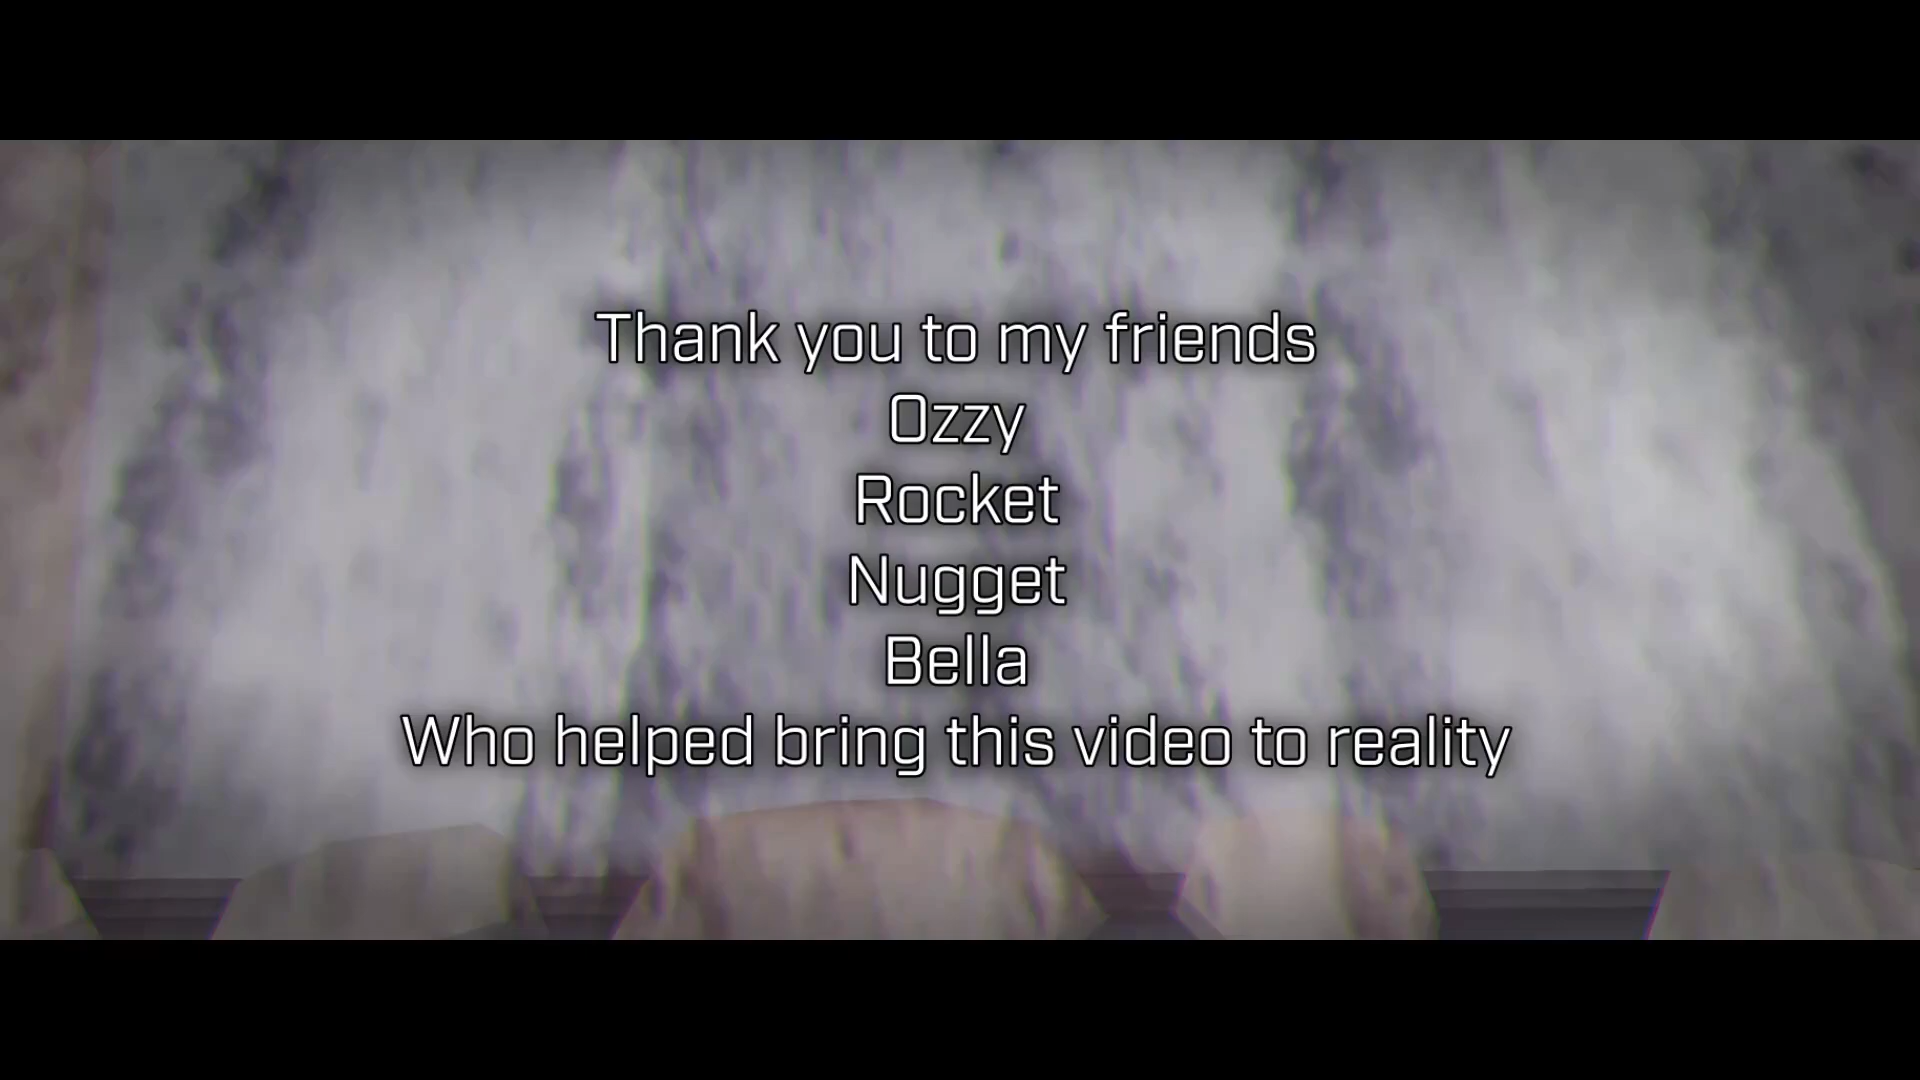 Thank you to my friends
Ozzy
Rocket
Nugget
Bella
Who helped bring this video to reality